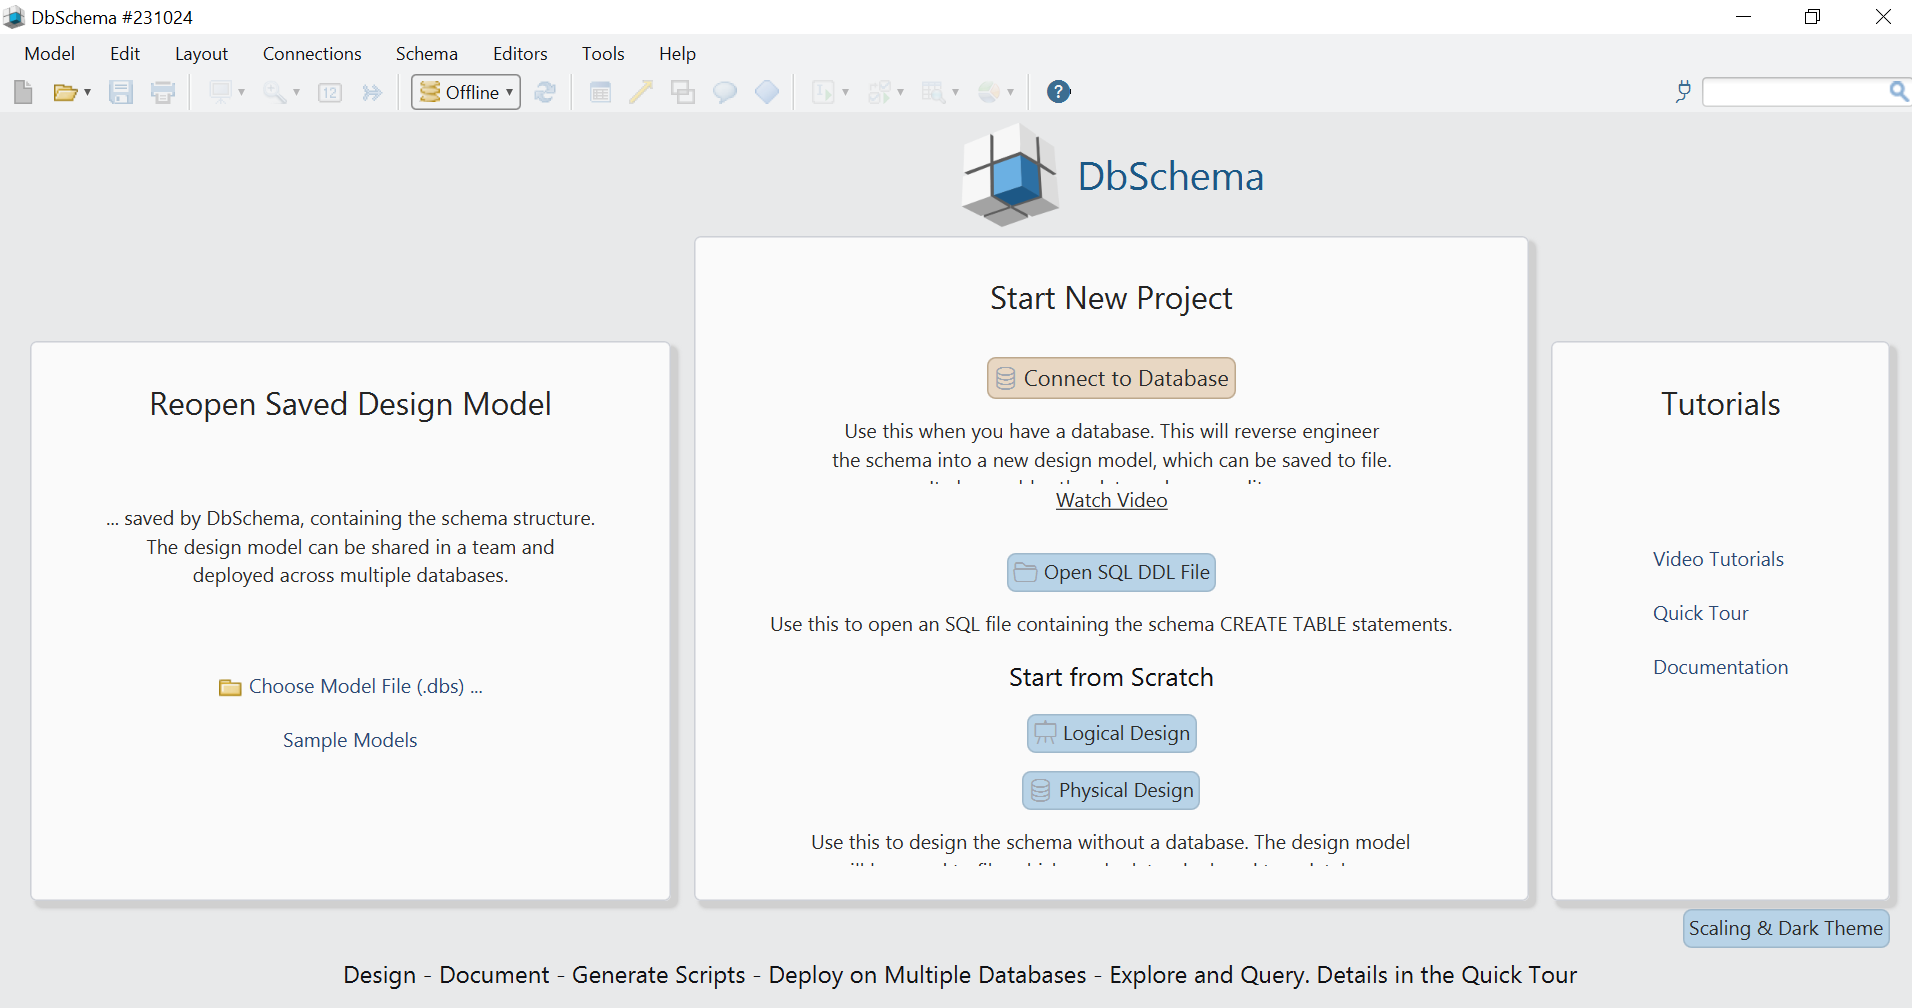 DbSchema #231024
Model Edit Layout Connections Schema Editors Tools Help
12 Offline ?
DbSchema
Start New Project
Connect to Database
Use this when you have a database. This will reverse engineer
the schema into a new design model, which can be saved to file.
Watch Video
Open SQL DDL File
Use this to open an SQL file containing the schema CREATE TABLE statements.
Start from Scratch
Logical Design
Physical Design
Use this to design the schema without a database. The design model
Reopen Saved Design Model
... saved by DbSchema, containing the schema structure.
The design model can be shared in a team and
deployed across multiple databases.
Choose Model File (.dbs) ...
Sample Models
Tutorials
Video Tutorials
Quick Tour
Documentation
Scaling & Dark Theme
Design - Document - Generate Scripts - Deploy on Multiple Databases - Explore and Query. Details in the Quick Tour